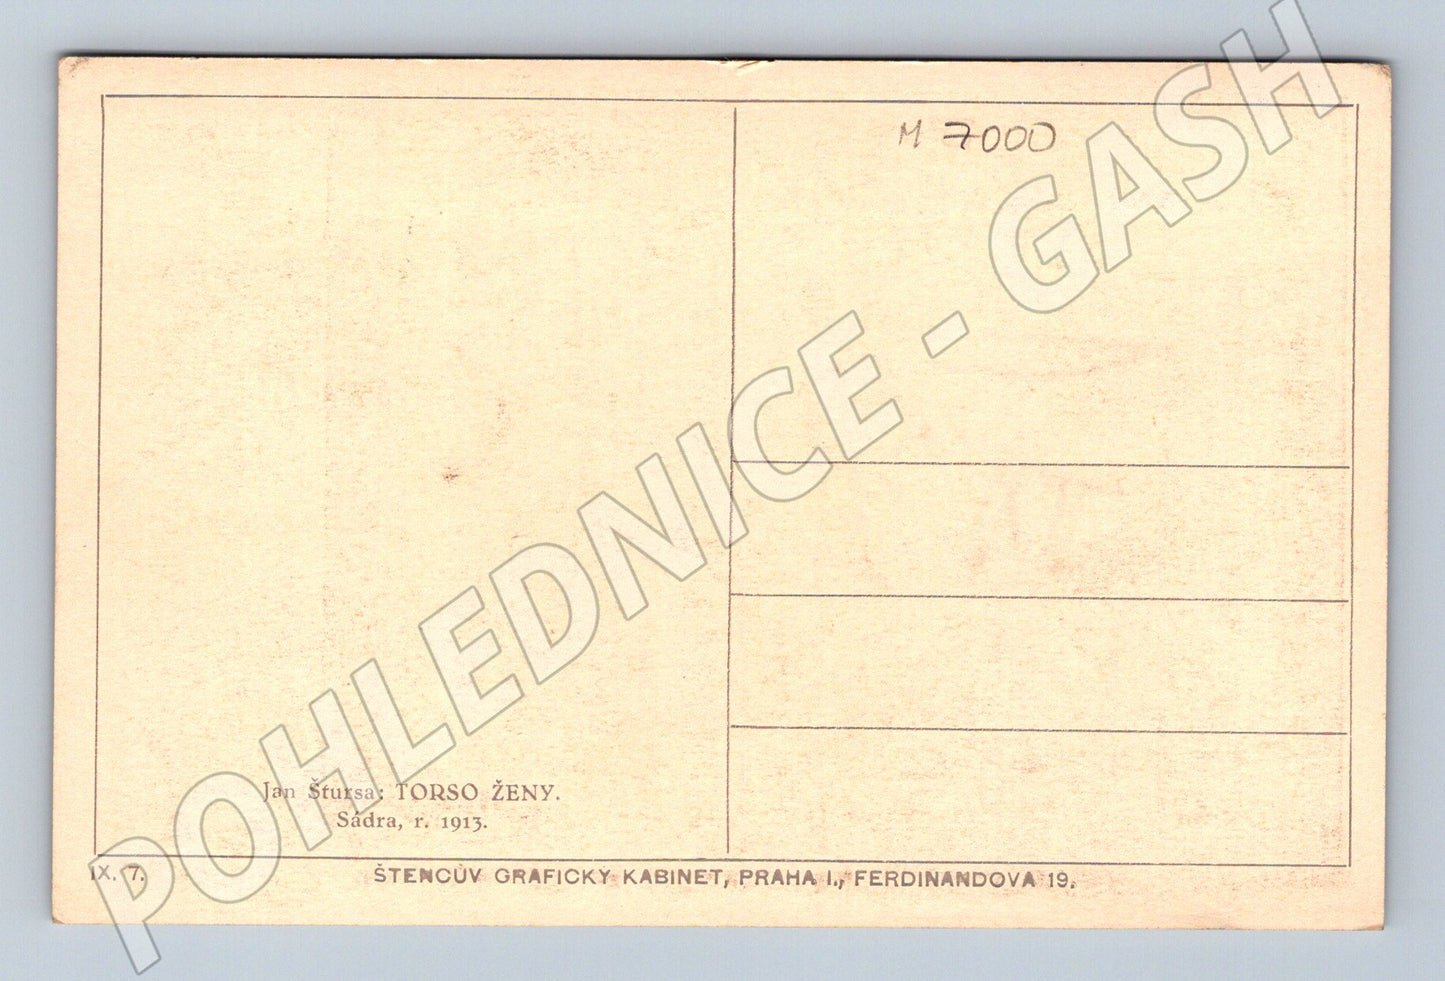 M 7000
POHLEDNICE - GASH
Jan Štursa: TORSO ŽENY.
Sádra, r. 1913.
IX. 7.
ŠTENCŮV GRAFICKÝ KABINET, PRAHA I., FERDINANDOVA 19.